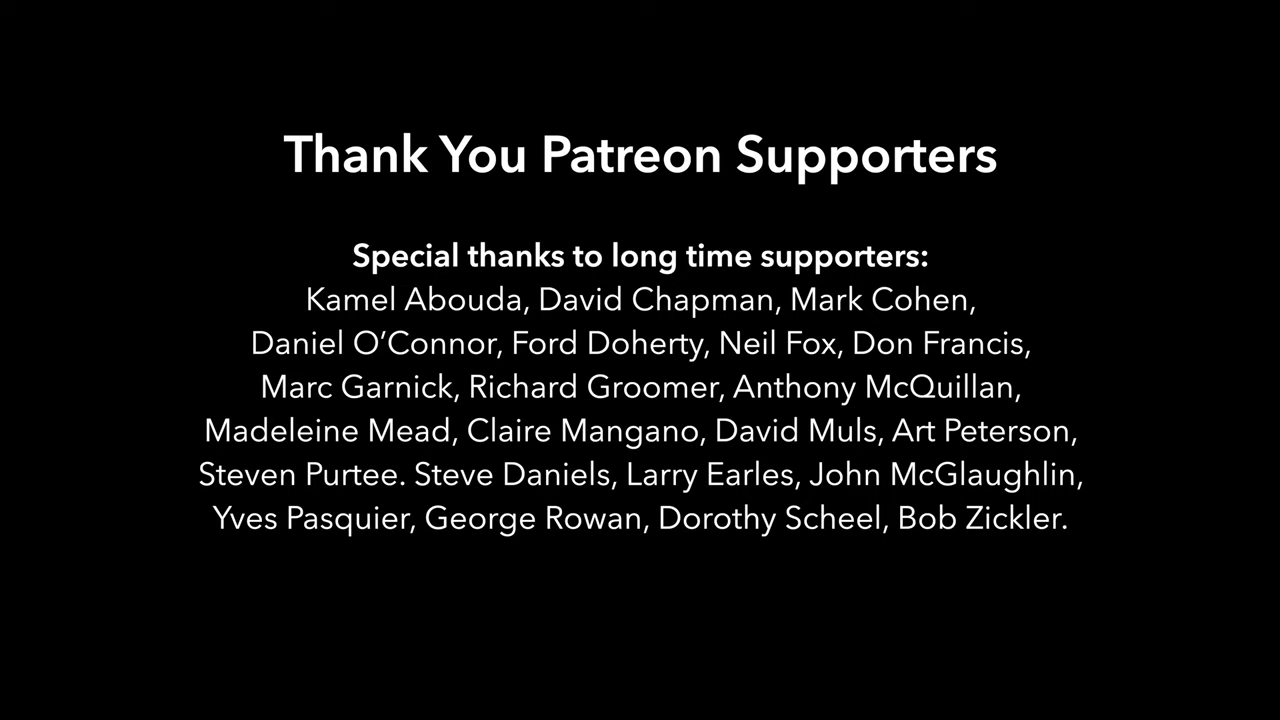 Thank You Patreon Supporters
Special thanks to long time supporters:
Kamel Abouda, David Chapman, Mark Cohen,
Daniel O’Connor, Ford Doherty, Neil Fox, Don Francis,
Marc Garnick, Richard Groomer, Anthony McQuillan,
Madeleine Mead, Claire Mangano, David Muls, Art Peterson,
Steven Purtee. Steve Daniels, Larry Earles, John McGlaughlin,
Yves Pasquier, George Rowan, Dorothy Scheel, Bob Zickler.